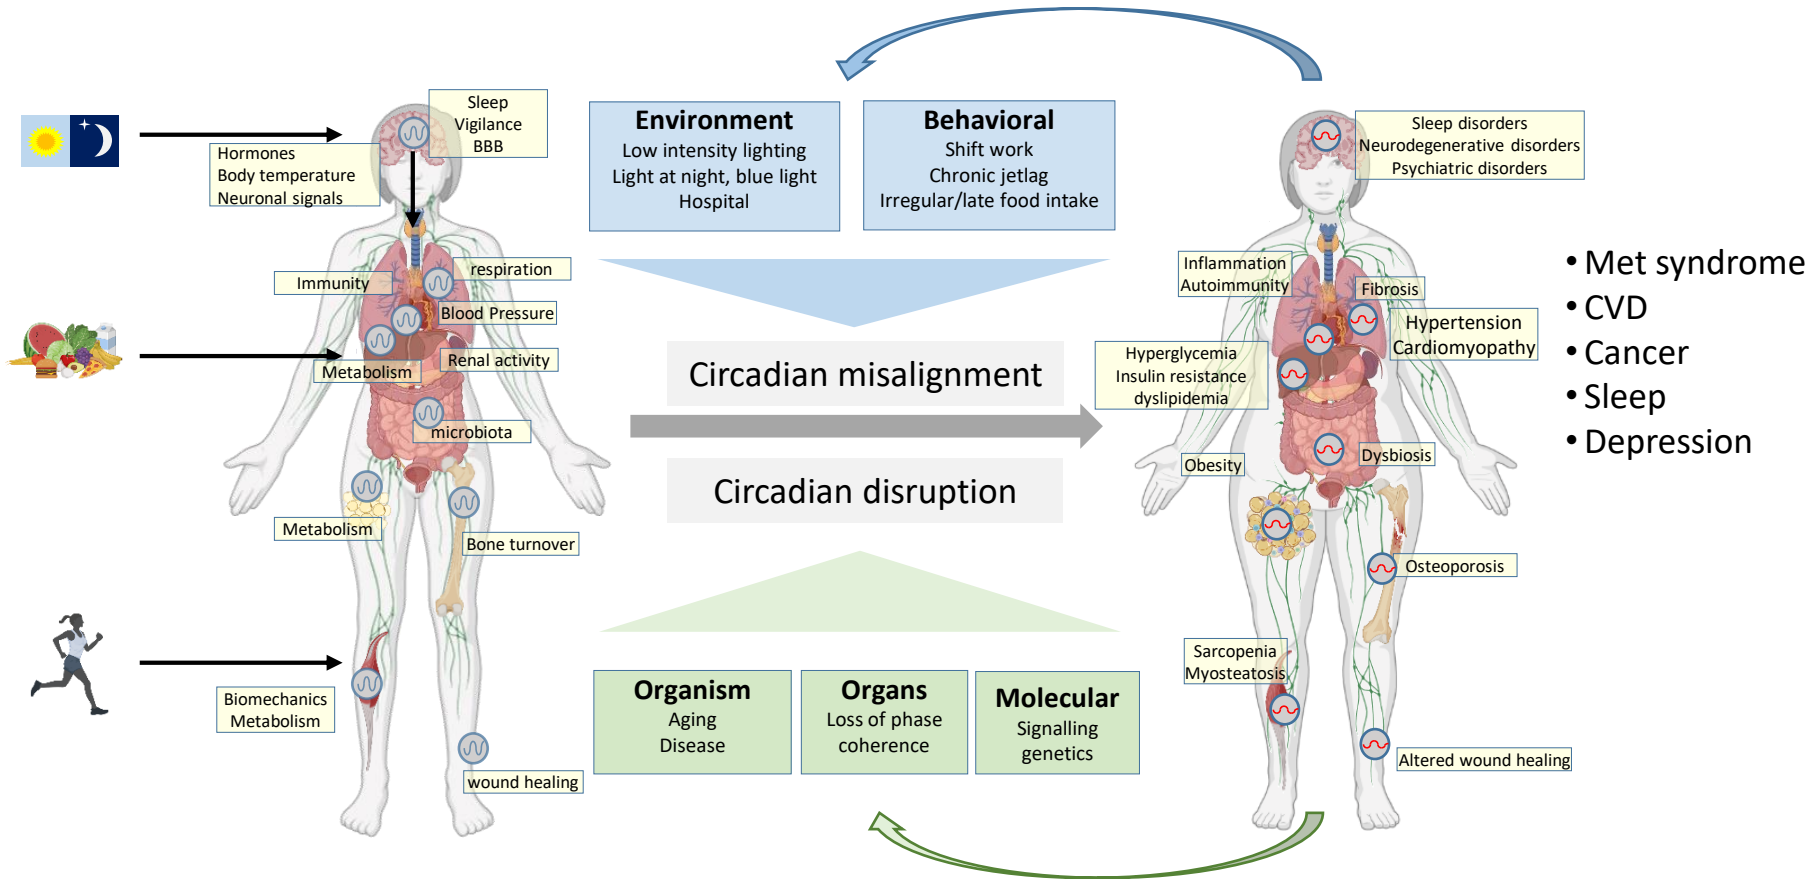 Sleep
Vigilance
BBB
Hormones
Body temperature
Neuronal signals
Immunity
respiration
Blood Pressure
Renal activity
Metabolism
microbiota
Metabolism
Bone turnover
Biomechanics
Metabolism
wound healing
Environment
Low intensity lighting
Light at night, blue light
Hospital
Behavioral
Shift work
Chronic jetlag
Irregular/late food intake
Circadian misalignment
Circadian disruption
Organism
Aging
Disease
Organs
Loss of phase
coherence
Molecular
Signalling
genetics
Sleep disorders
Neurodegenerative disorders
Psychiatric disorders
Inflammation
Autoimmunity
Fibrosis
Hypertension
Cardiomyopathy
Hyperglycemia
Insulin resistance
dyslipidemia
Obesity
Dysbiosis
Osteoporosis
Sarcopenia
Myosteatosis
Altered wound healing
• Met syndrome
• CVD
• Cancer
• Sleep
• Depression